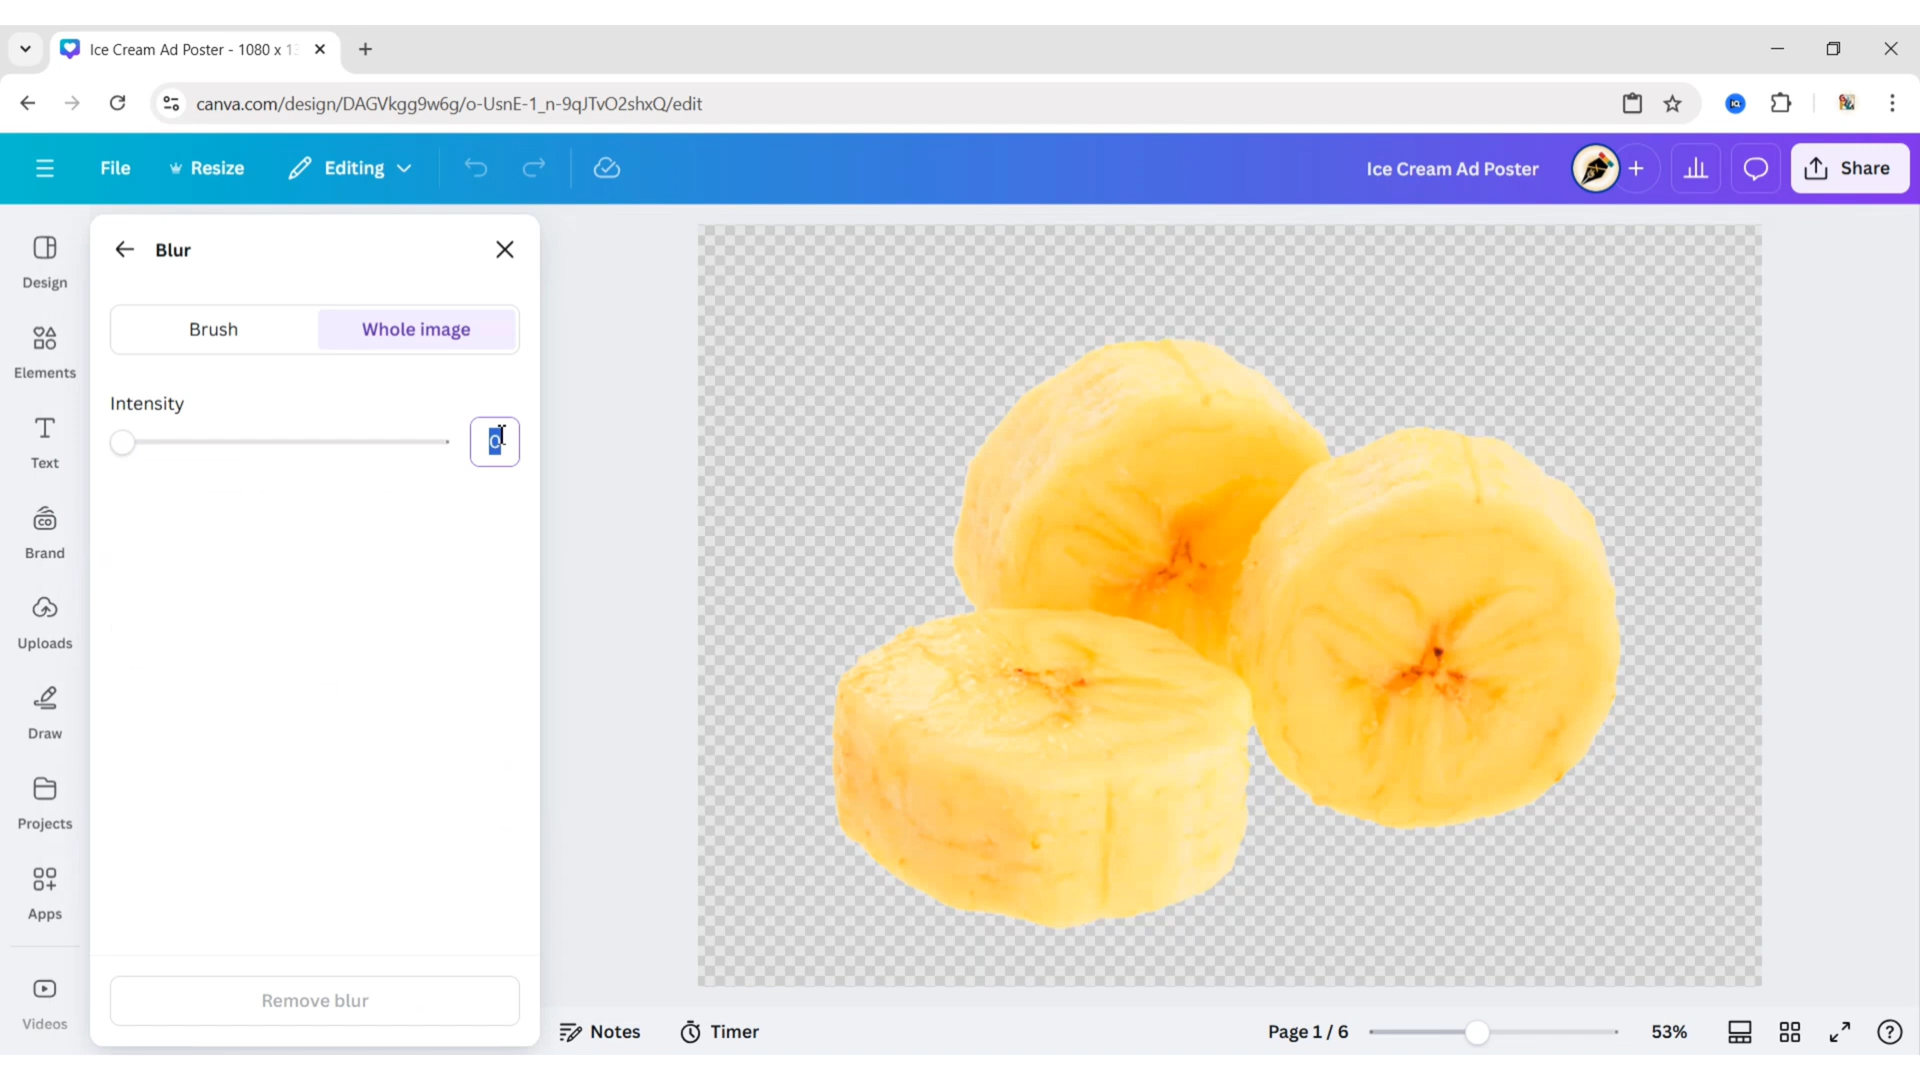 Ice Cream Ad Poster - 1080 x 13
canva.com/design/DAGVkgg9w6g/o-UsnE-1_n-9qJTvO2shxQ/edit
File
Resize
Editing
Ice Cream Ad Poster
Share
Design
Elements
Text
Brand
Uploads
Draw
Projects
Apps
Videos
Blur
Brush
Whole image
Intensity
0
Remove blur
Notes
Timer
Page 1 / 6
53%